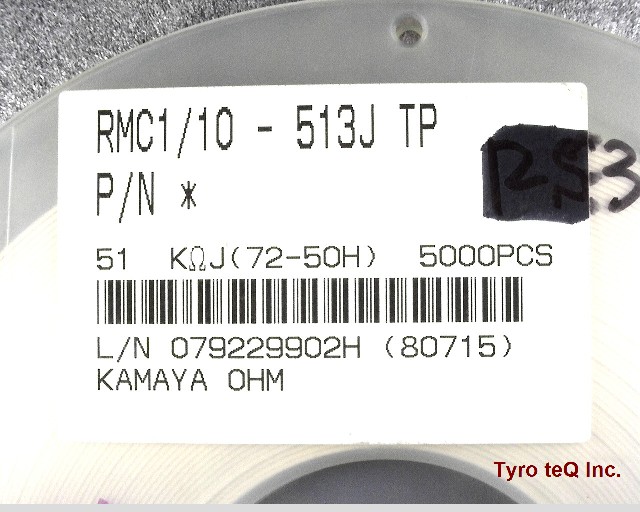 RMC1/10 - 513J TP
P/N *
51 KΩJ(72-50H) 5000PCS
L/N 079229902H (80715)
KAMAYA OHM
Tyro teQ Inc.